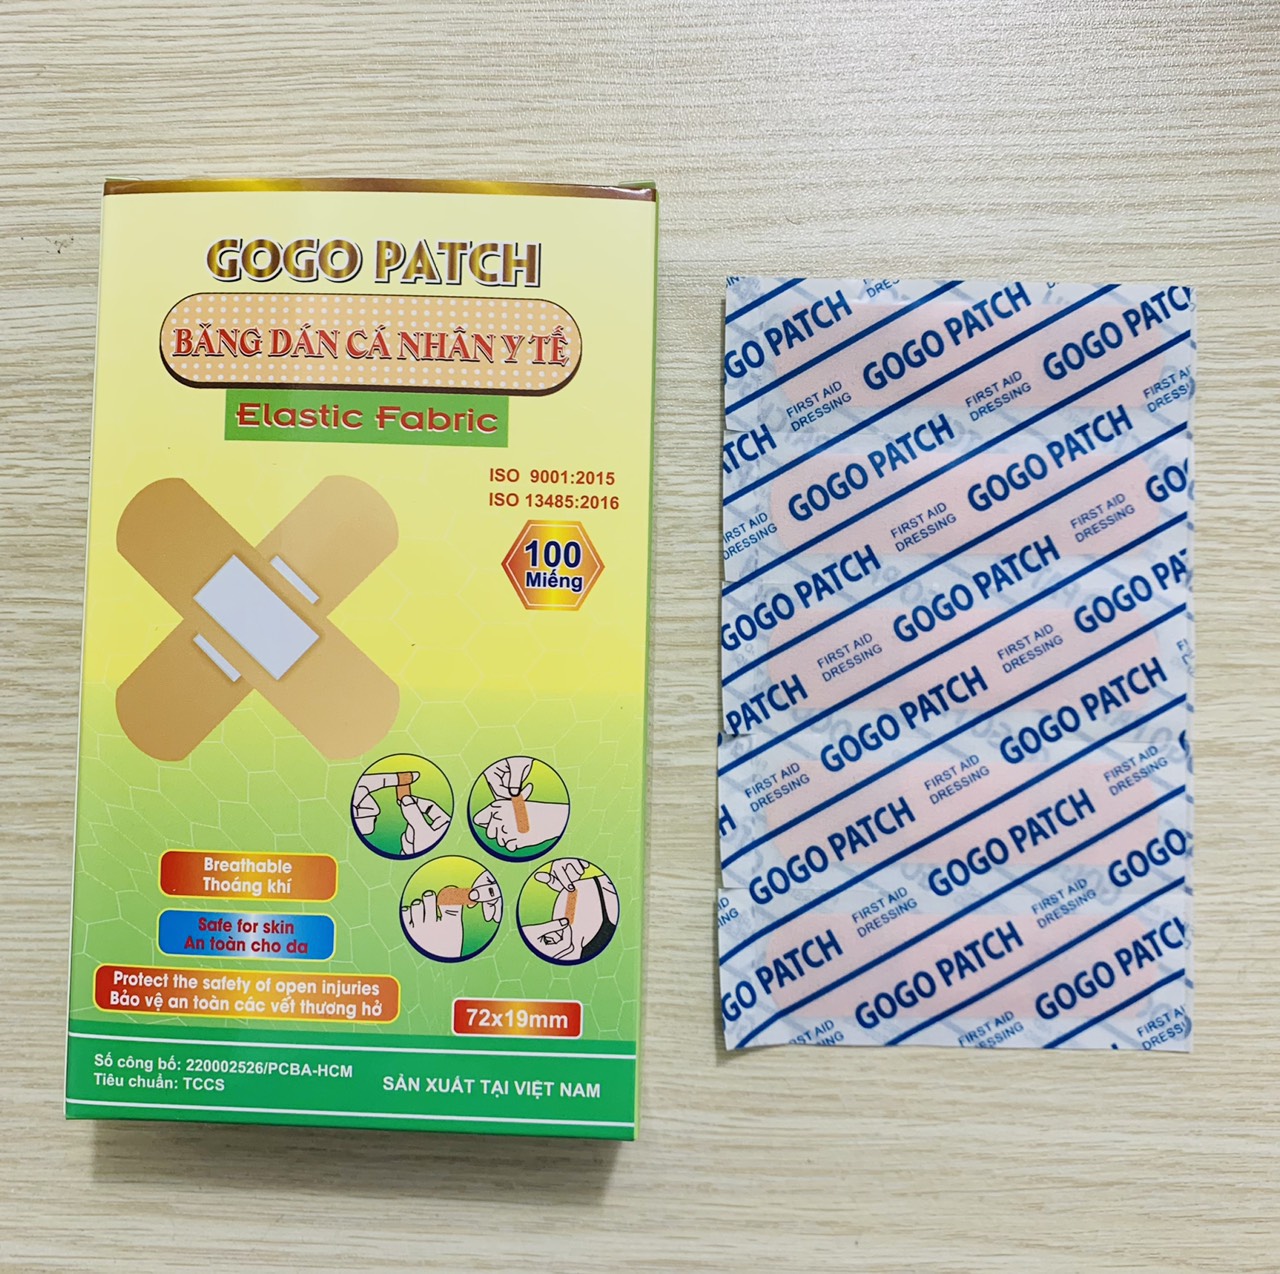 GOGO PATCH
BĂNG DÁN CÁ NHÂN Y TẾ
Elastic Fabric
ISO 9001:2015
ISO 13485:2016
100
Miếng
Breathable
Thoáng khí
Safe for skin
An toàn cho da
Protect the safety of open injuries
Bảo vệ an toàn các vết thương hở
72x19mm
Số công bố: 220002526/PCBA-HCM
Tiêu chuẩn: TCCS
SẢN XUẤT TẠI VIỆT NAM
GO PATCH
GOGO PATCH
GOGO PATC
FIRST AID
DRESSING
FIRST AID
DRESSING
FIRST AI
DRESS
TCH
GOGO PATCH
GOGO PATCH
GO
FIRST AID
DRESSING
FIRST AID
DRESSING
FIRST AID
DRESSING
GOGO PATCH
GOGO PATCH
GOGO PA
FIRST AID
DRESSING
FIRST AID
DRESSING
PATCH
GOGO PATCH
GOGO PATCH
FIRST AID
DRESSING
FIRST AID
DRESSING
FIRST AID
DRESSING
H
GOGO PATCH
GOGO PATCH
GOGO
FIRST AID
DRESSING
FIRST AID
DRESSING
GO PATCH
GOGO PATCH
GOGO PATCH
FIRST AID
DRESSING
FIRST AID
DRESSING
FIRST A
DRESS